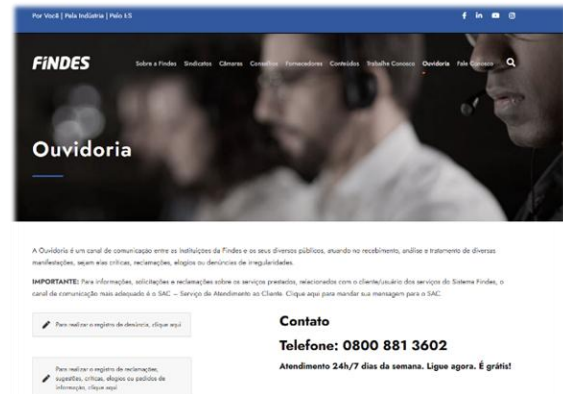 Por Você | Pela Indústria | Pelo ES
FiNDES
Sobre a Findes Sindicatos Câmaras Conselhos Fornecedores Conteúdos Trabalhe Conosco Ouvidoria Fale Conosco
Ouvidoria
A Ouvidoria é um canal de comunicação entre as instituições da Findes e os seus diversos públicos, atuando no recebimento, análise e tratamento de diversas
manifestações, sejam elas críticas, reclamações, elogios ou denúncias de irregularidades.
IMPORTANTE: Para informações, solicitações e reclamações sobre os serviços prestados, relacionados com o cliente/usuário dos serviços do Sistema Findes, o
canal de comunicação mais adequado é o SAC – Serviço de Atendimento ao Cliente. Clique aqui para mandar sua mensagem para o SAC.
Para realizar o registro de denúncia, clique aqui
Para realizar o registro de reclamações,
sugestões, críticas, elogios ou pedidos de
informação, clique aqui
Contato
Telefone: 0800 881 3602
Atendimento 24h/7 dias da semana. Ligue agora. É grátis!